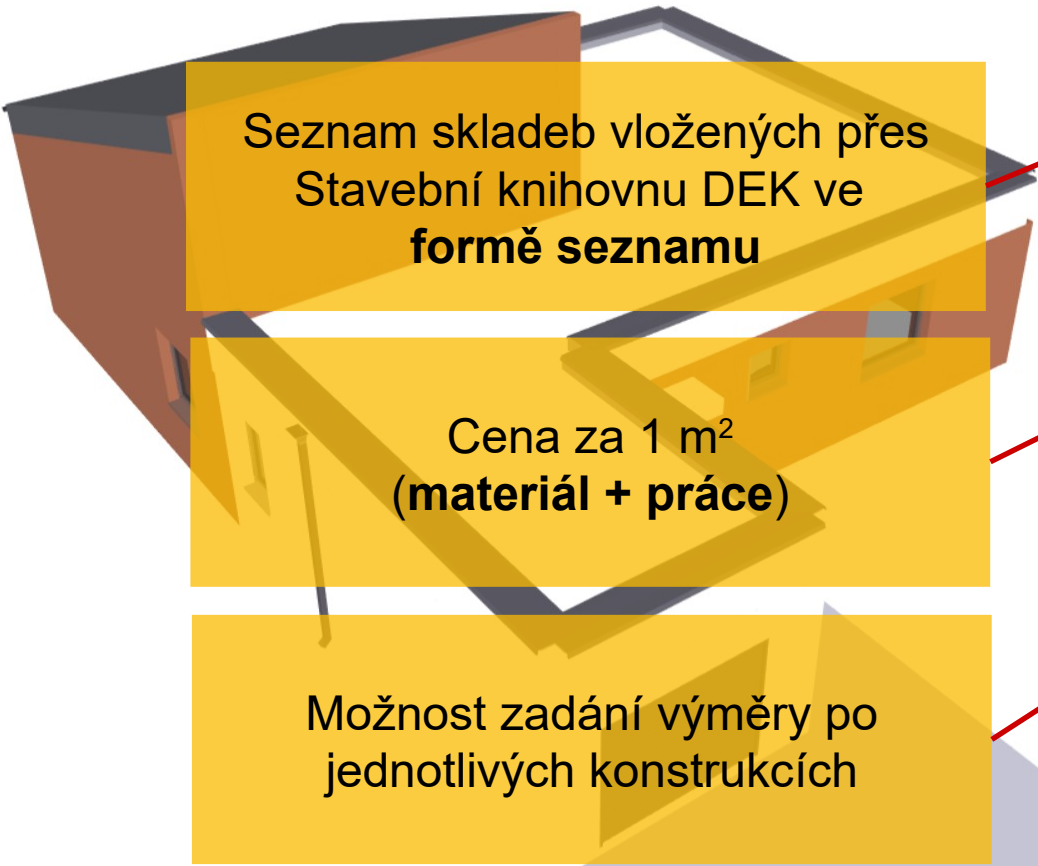 Seznam skladeb vložených přes
Stavební knihovnu DEK ve
formě seznamu
Cena za 1 m²
(materiál + práce)
Možnost zadání výměry po
jednotlivých konstrukcích